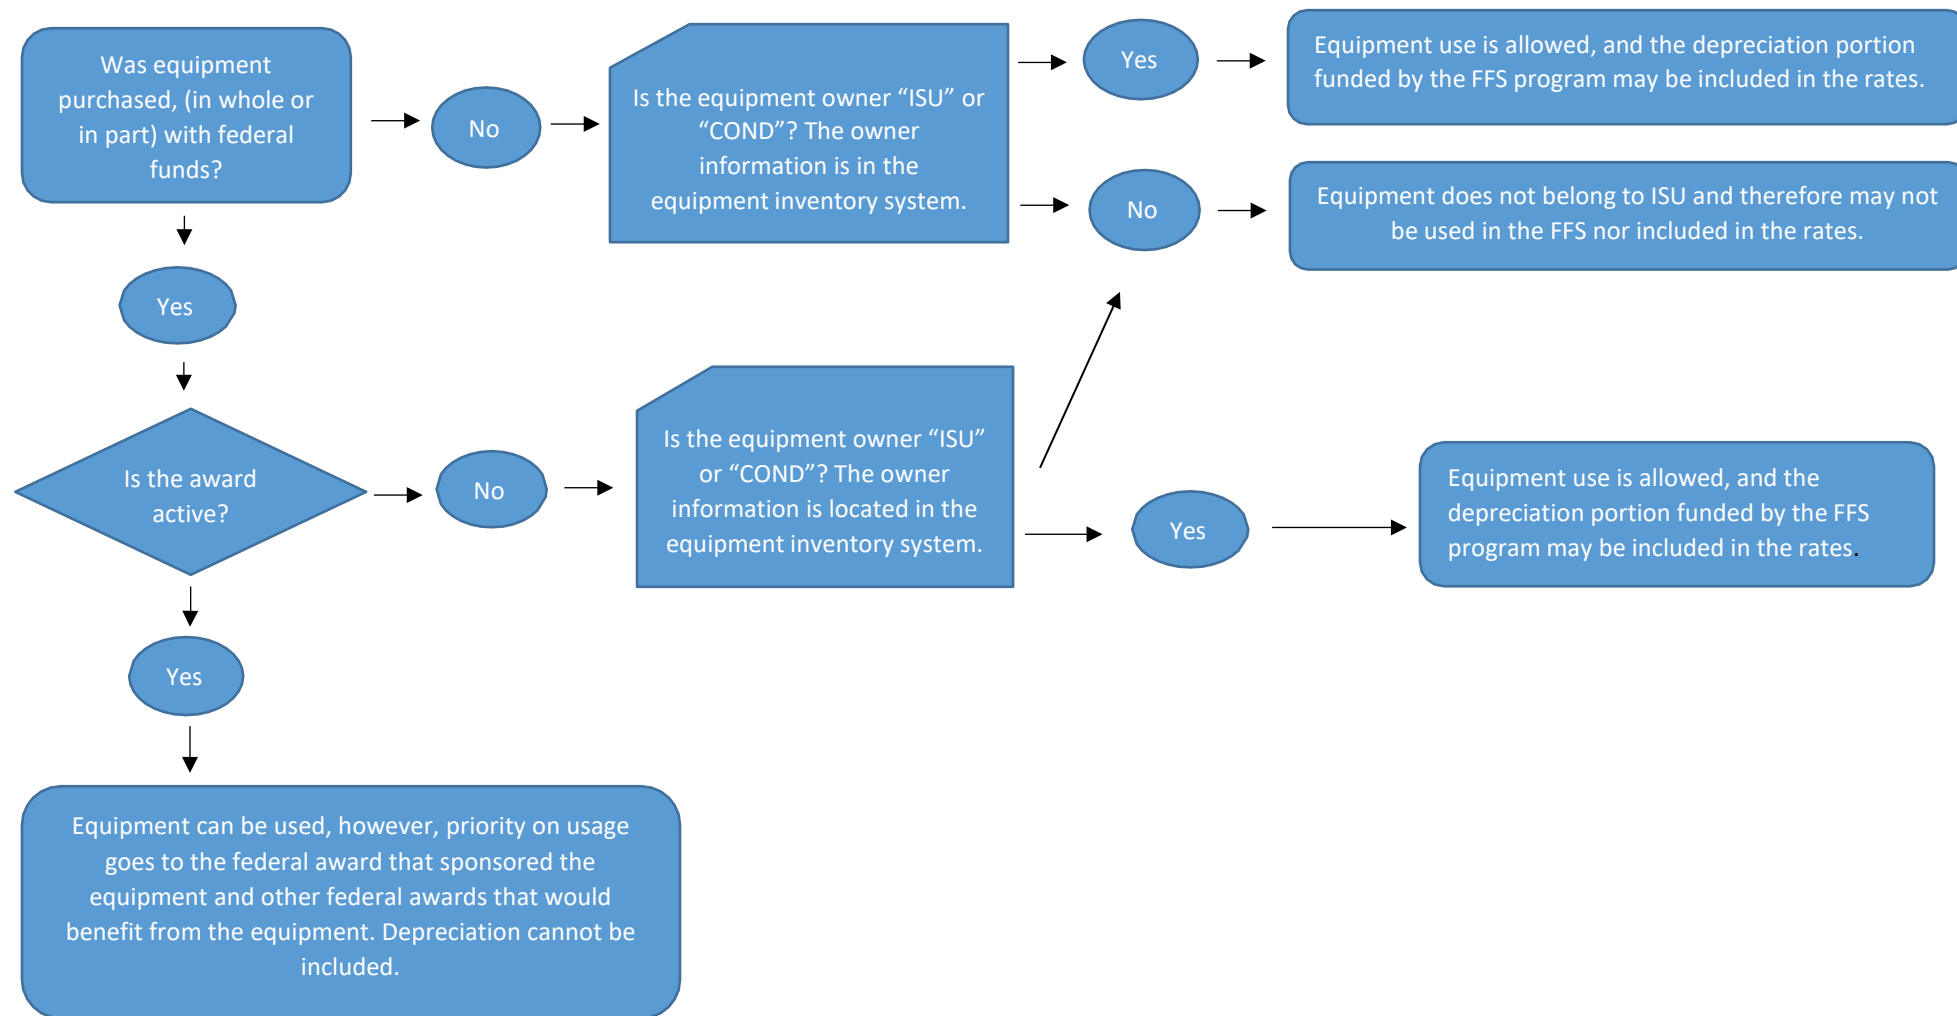 Was equipment
purchased, (in whole or
in part) with federal
funds?
No
Is the equipment owner “ISU” or
“COND”? The owner
information is in the
equipment inventory system.
Yes
Equipment use is allowed, and the depreciation portion
funded by the FFS program may be included in the rates.
No
Equipment does not belong to ISU and therefore may not
be used in the FFS nor included in the rates.
Yes
Is the award
active?
No
Is the equipment owner “ISU”
or “COND”? The owner
information is located in the
equipment inventory system.
Yes
Equipment use is allowed, and the
depreciation portion funded by the FFS
program may be included in the rates.
Yes
Equipment can be used, however, priority on usage
goes to the federal award that sponsored the
equipment and other federal awards that would
benefit from the equipment. Depreciation cannot be
included.